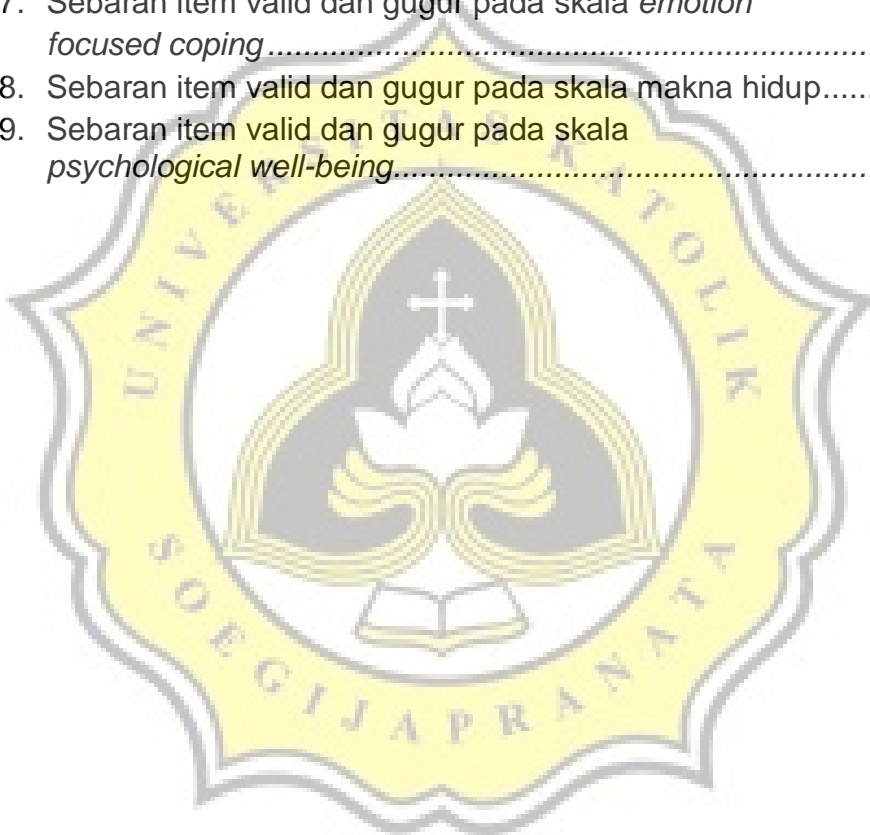 7. Sebaran item valid dan gugur pada skala emotion
focused coping........................................................................
8. Sebaran item valid dan gugur pada skala makna hidup......
9. Sebaran item valid dan gugur pada skala
psychological well-being..........................................................
UNIVERSITAS KATOLIK
SOEGIJAPRANATA